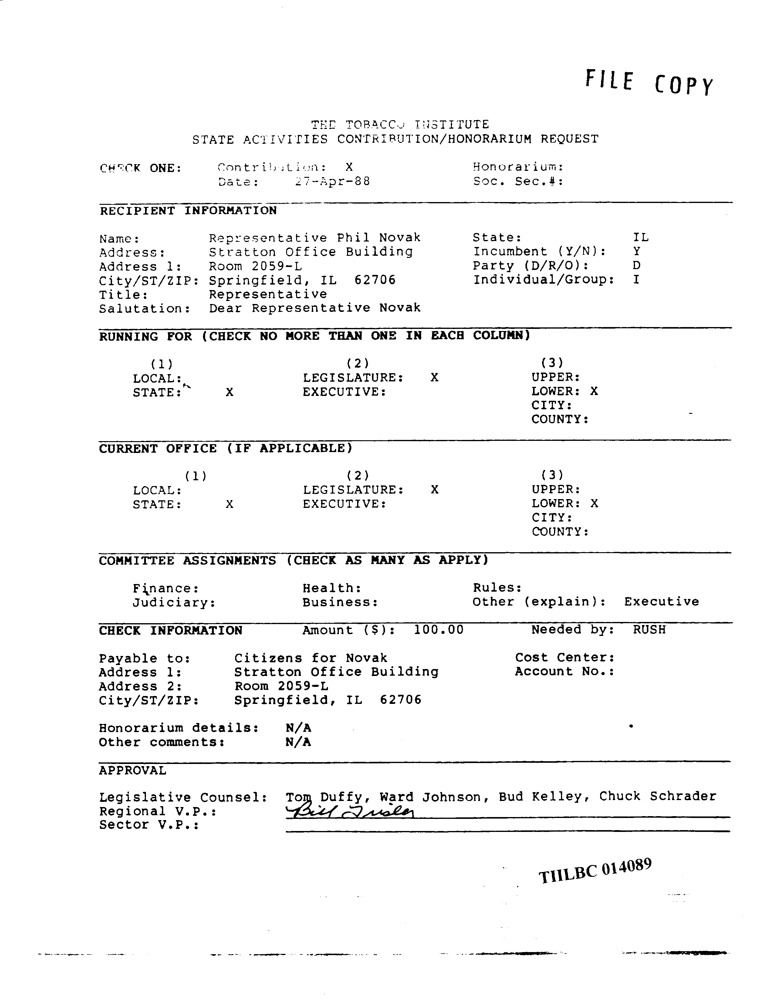 FILE COPY
THE TOBACCO INSTITUTE
STATE ACTIVITIES CONTRIBUTION/HONORARIUM REQUEST
CHECK ONE: Contribution: X Honorarium:
Date: 27-Apr-88 Soc. Sec.#:
RECIPIENT INFORMATION
Name: Representative Phil Novak State: IL
Address: Stratton Office Building Incumbent (Y/N): Y
Address 1: Room 2059-L Party (D/R/O): D
City/ST/ZIP: Springfield, IL 62706 Individual/Group: I
Title: Representative
Salutation: Dear Representative Novak
RUNNING FOR (CHECK NO MORE THAN ONE IN EACH COLUMN)
(1) (2) (3)
LOCAL: LEGISLATURE: X UPPER:
STATE: X EXECUTIVE: LOWER: X
CITY:
COUNTY:
CURRENT OFFICE (IF APPLICABLE)
(1) (2) (3)
LOCAL: LEGISLATURE: X UPPER:
STATE: X EXECUTIVE: LOWER: X
CITY:
COUNTY:
COMMITTEE ASSIGNMENTS (CHECK AS MANY AS APPLY)
Finance: Health: Rules:
Judiciary: Business: Other (explain): Executive
CHECK INFORMATION Amount ($): 100.00 Needed by: RUSH
Payable to: Citizens for Novak Cost Center:
Address 1: Stratton Office Building Account No.:
Address 2: Room 2059-L
City/ST/ZIP: Springfield, IL 62706
Honorarium details: N/A
Other comments: N/A
APPROVAL
Legislative Counsel: Tom Duffy, Ward Johnson, Bud Kelley, Chuck Schrader
Regional V.P.: Bill
Sector V.P.:
TIILBC 014089